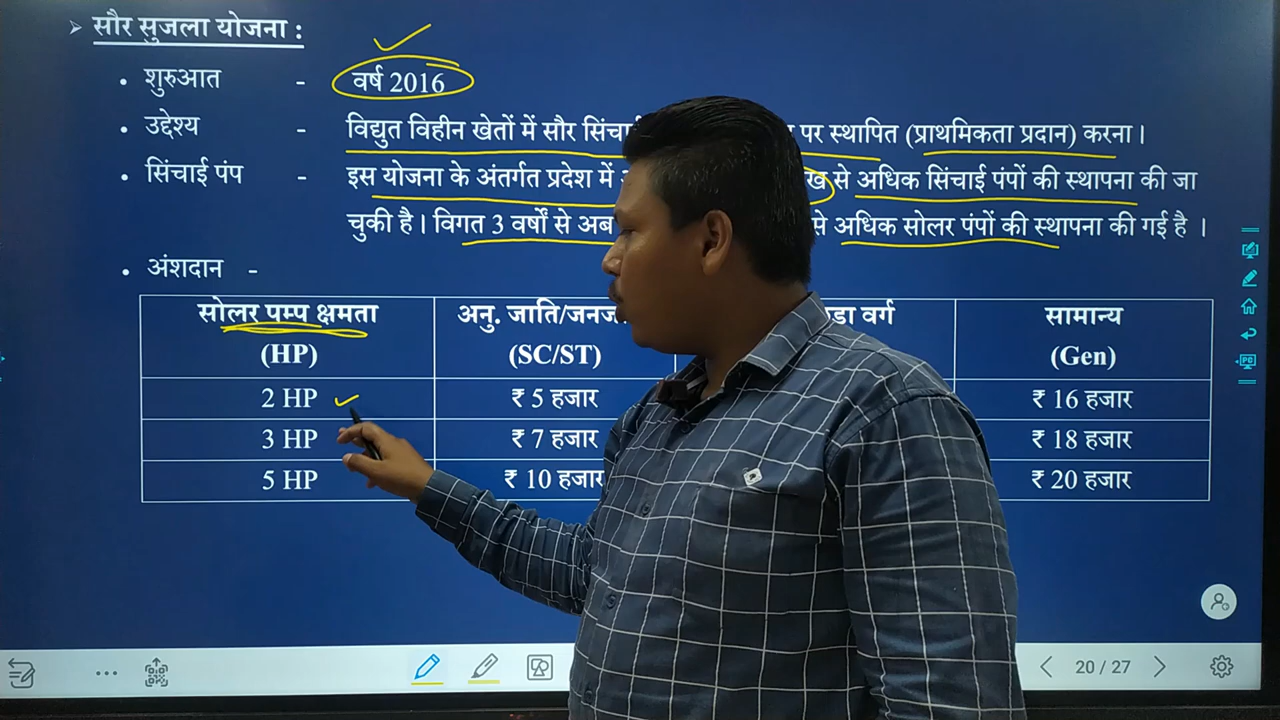 ➢ सौर सुजला योजना :
• शुरुआत - वर्ष 2016
• उद्देश्य - विद्युत विहीन खेतों में सौर पर स्थापित (प्राथमिकता प्रदान) करना।
• सिंचाई पंप - इस योजना के अंतर्गत प्रदेश में से अधिक सिंचाई पंपों की स्थापना की जा
चुकी है। विगत 3 वर्षों से अब से अधिक सोलर पंपों की स्थापना की गई है ।
• अंशदान -
सोलर पम्प क्षमता वर्ग सामान्य
(HP) (SC/ST) (Gen)
2 HP ₹ 5 हजार ₹ 16 हजार
3 HP ₹ 7 हजार ₹ 18 हजार
5 HP ₹ 10 हजार ₹ 20 हजार
20 / 27